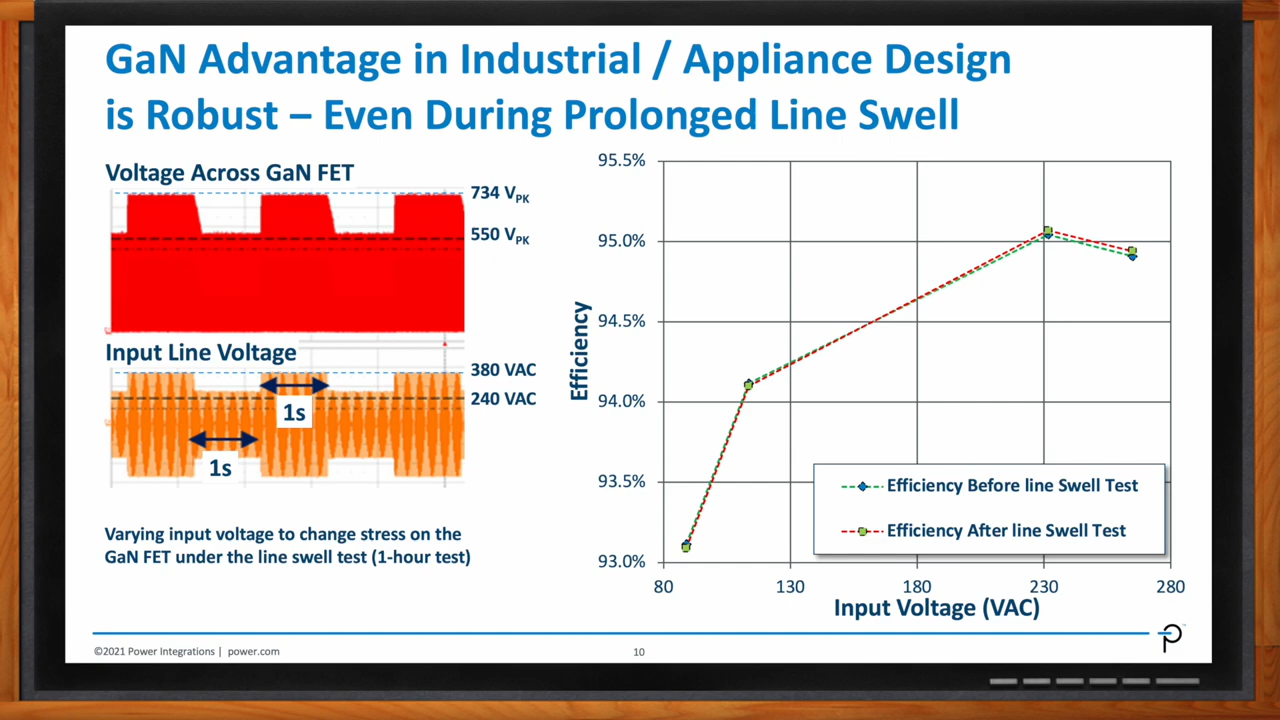 GaN Advantage in Industrial / Appliance Design
is Robust – Even During Prolonged Line Swell
Voltage Across GaN FET
734 VPK
550 VPK
Input Line Voltage
380 VAC
240 VAC
1s
1s
Varying input voltage to change stress on the
GaN FET under the line swell test (1-hour test)
95.5%
95.0%
94.5%
94.0%
93.5%
93.0%
Efficiency
80 130 180 230 280
Input Voltage (VAC)
Efficiency Before line Swell Test
Efficiency After line Swell Test
©2021 Power Integrations | power.com
10